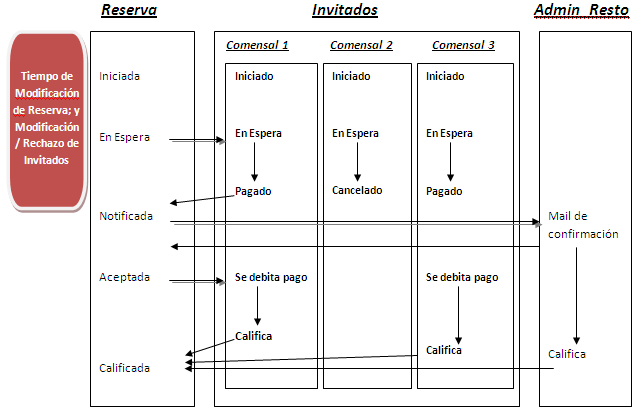 Reserva
Invitados
Admin Resto
Comensal 1
Comensal 2
Comensal 3
Tiempo de
Modificación
de Reserva; y
Modificación
/ Rechazo de
Invitados
Iniciada
Iniciado
Iniciado
Iniciado
En Espera
En Espera
En Espera
En Espera
Pagado
Cancelado
Pagado
Notificada
Mail de
confirmación
Aceptada
Se debita pago
Se debita pago
Califica
Califica
Califica
Calificada